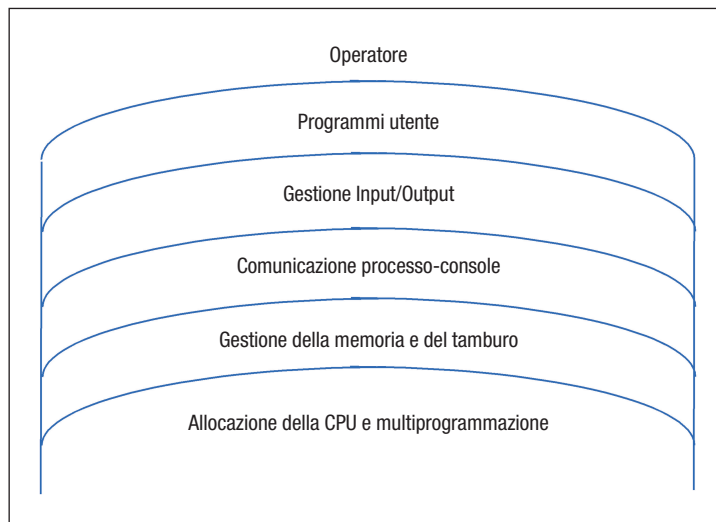 Operatore
Programmi utente
Gestione Input/Output
Comunicazione processo-console
Gestione della memoria e del tamburo
Allocazione della CPU e multiprogrammazione